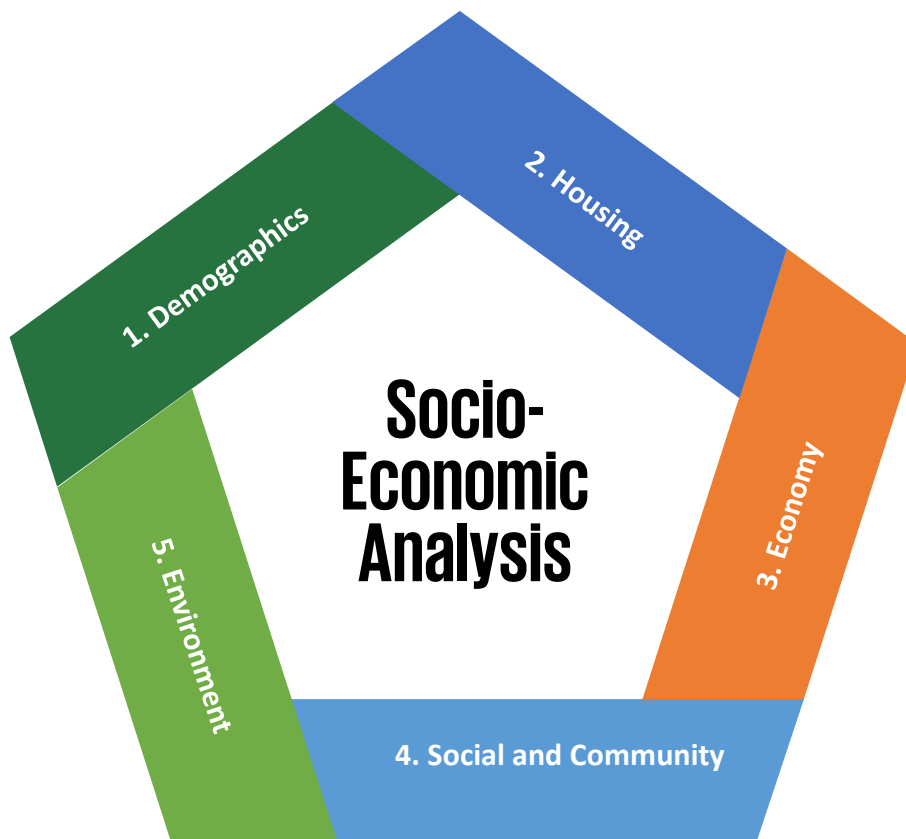 1. Demographics
2. Housing
3. Economy
4. Social and Community
5. Environment
Socio-
Economic
Analysis